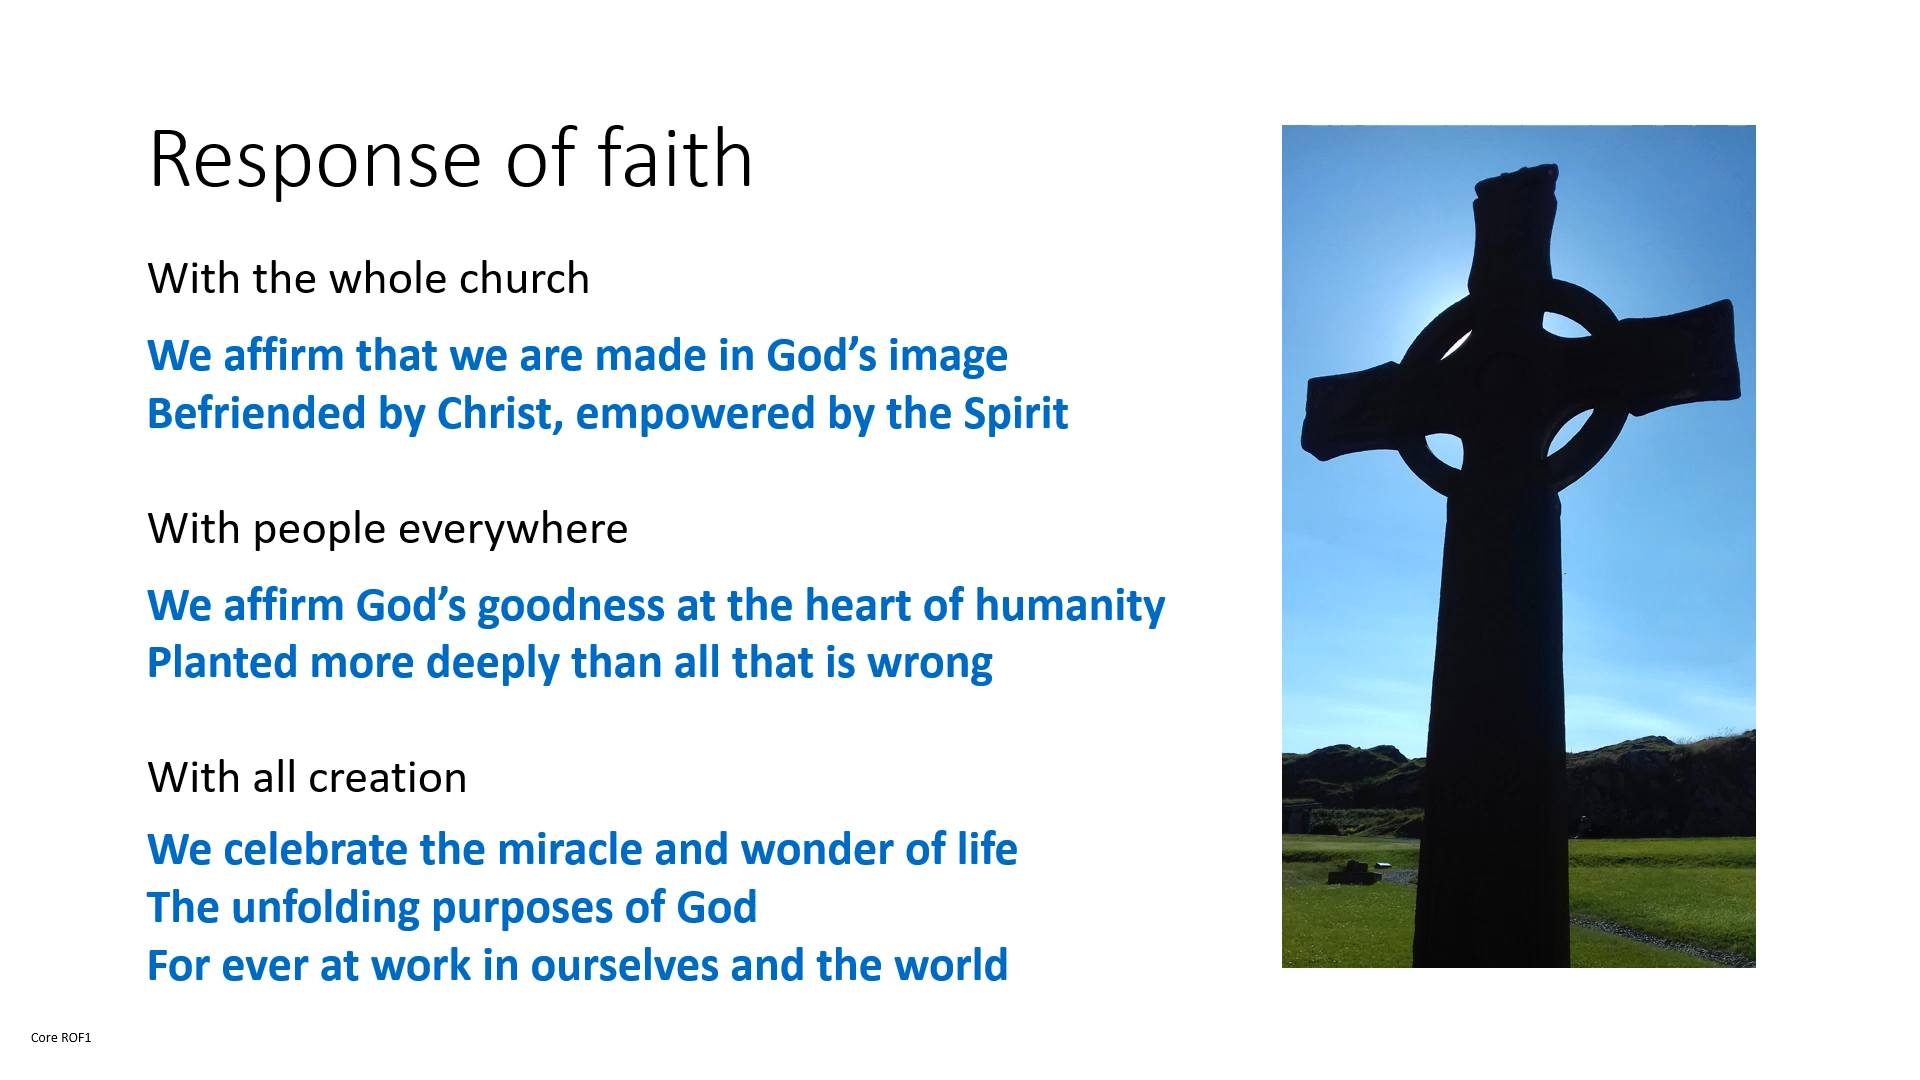 Response of faith
With the whole church
We affirm that we are made in God’s image
Befriended by Christ, empowered by the Spirit
With people everywhere
We affirm God’s goodness at the heart of humanity
Planted more deeply than all that is wrong
With all creation
We celebrate the miracle and wonder of life
The unfolding purposes of God
For ever at work in ourselves and the world
Core ROF1